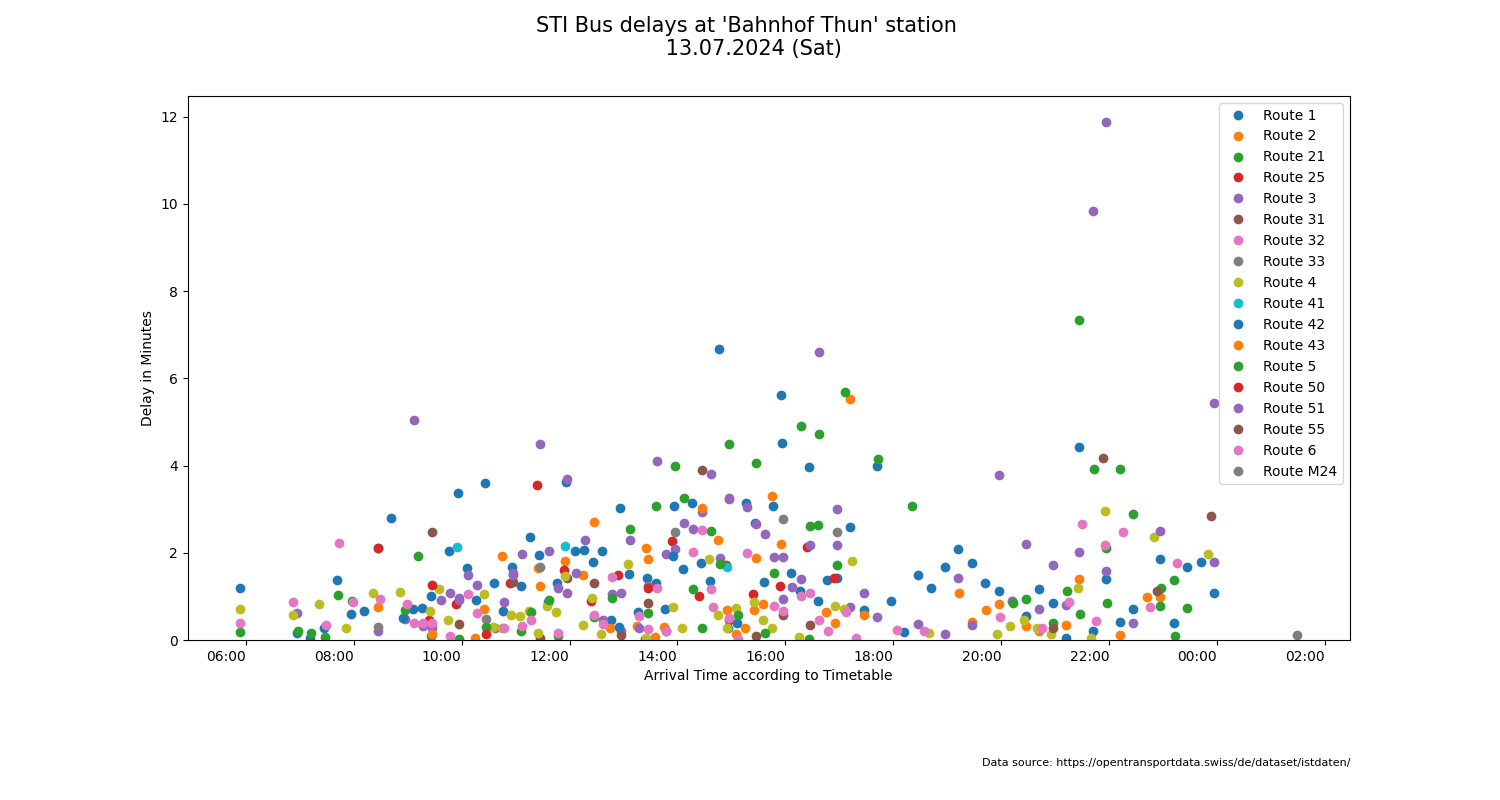 STI Bus delays at 'Bahnhof Thun' station
13.07.2024 (Sat)
Delay in Minutes
12
10
8
6
4
2
0
Route 1
Route 2
Route 21
Route 25
Route 3
Route 31
Route 32
Route 33
Route 4
Route 41
Route 42
Route 43
Route 5
Route 50
Route 51
Route 55
Route 6
Route M24
06:00 08:00 10:00 12:00 14:00 16:00 18:00 20:00 22:00 00:00 02:00
Arrival Time according to Timetable
Data source: https://opentransportdata.swiss/de/dataset/istdaten/